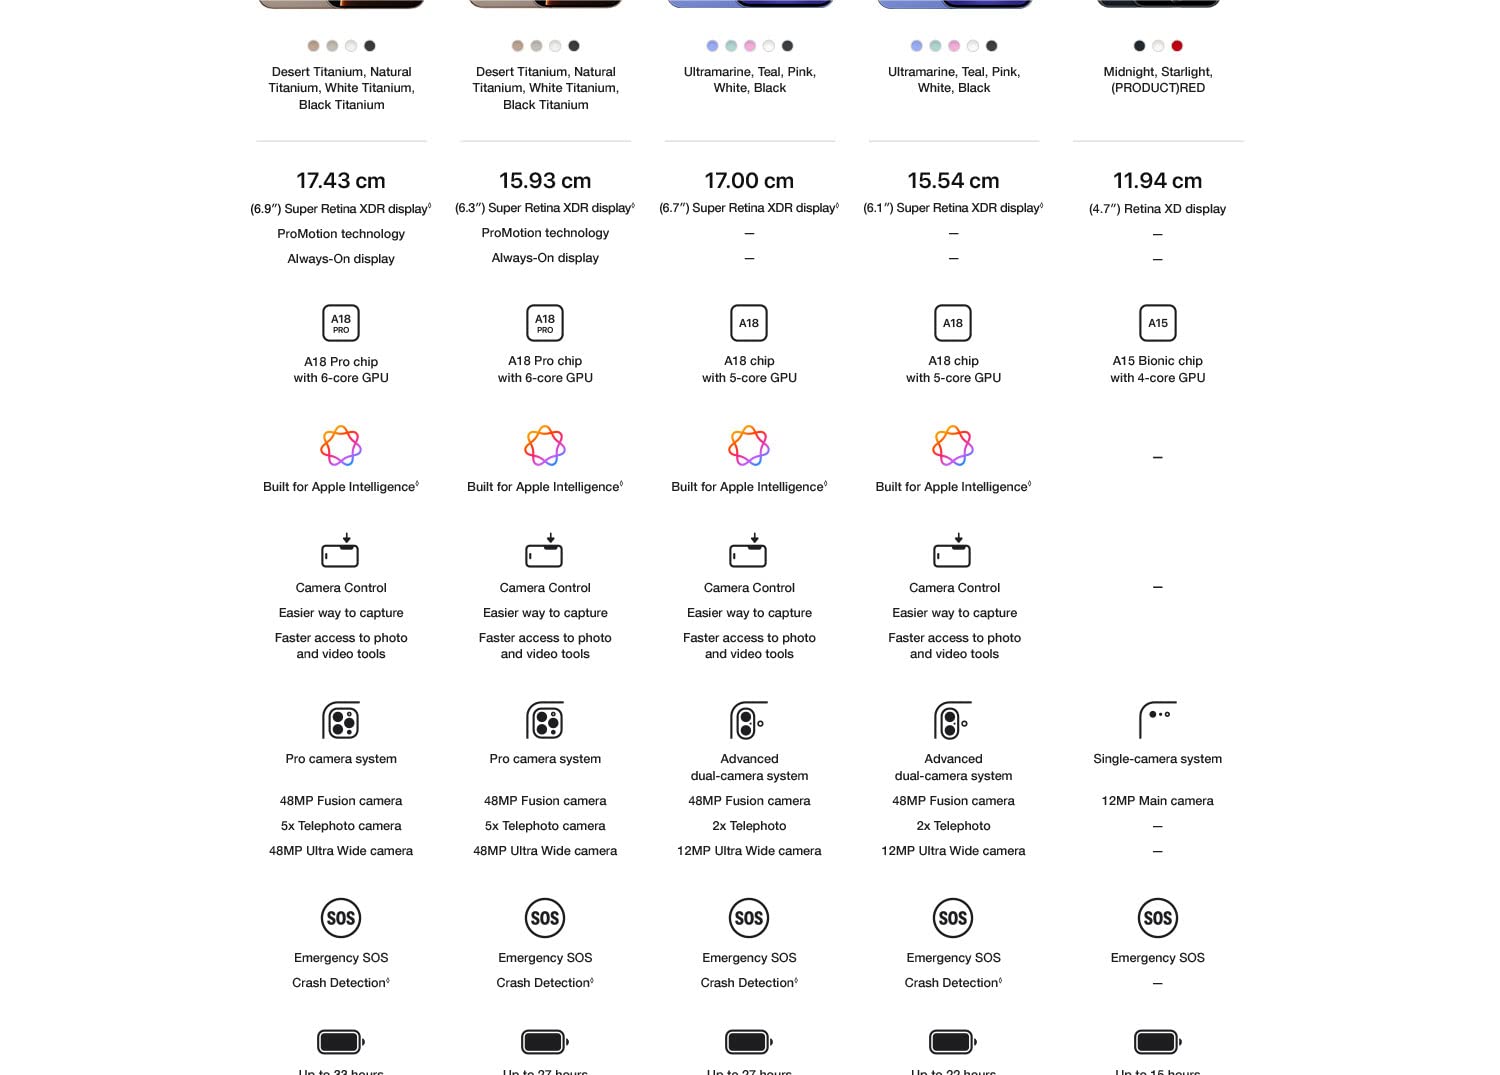 Desert Titanium, Natural
Titanium, White Titanium,
Black Titanium
Desert Titanium, Natural
Titanium, White Titanium,
Black Titanium
Ultramarine, Teal, Pink,
White, Black
Ultramarine, Teal, Pink,
White, Black
Midnight, Starlight,
(PRODUCT)RED
17.43 cm
15.93 cm
17.00 cm
15.54 cm
11.94 cm
(6.9″) Super Retina XDR display◊
(6.3″) Super Retina XDR display◊
(6.7″) Super Retina XDR display◊
(6.1″) Super Retina XDR display◊
(4.7″) Retina XD display
ProMotion technology
ProMotion technology
—
—
—
Always-On display
Always-On display
—
—
—
A18
PRO
A18
PRO
A18
A18
A15
A18 Pro chip
with 6-core GPU
A18 Pro chip
with 6-core GPU
A18 chip
with 5-core GPU
A18 chip
with 5-core GPU
A15 Bionic chip
with 4-core GPU
Built for Apple Intelligence◊
Built for Apple Intelligence◊
Built for Apple Intelligence◊
Built for Apple Intelligence◊
—
Camera Control
Camera Control
Camera Control
Camera Control
—
Easier way to capture
Easier way to capture
Easier way to capture
Easier way to capture
Faster access to photo
and video tools
Faster access to photo
and video tools
Faster access to photo
and video tools
Faster access to photo
and video tools
Pro camera system
Pro camera system
Advanced
dual-camera system
Advanced
dual-camera system
Single-camera system
48MP Fusion camera
48MP Fusion camera
48MP Fusion camera
48MP Fusion camera
12MP Main camera
5x Telephoto camera
5x Telephoto camera
2x Telephoto
2x Telephoto
—
48MP Ultra Wide camera
48MP Ultra Wide camera
12MP Ultra Wide camera
12MP Ultra Wide camera
—
SOS
SOS
SOS
SOS
SOS
Emergency SOS
Emergency SOS
Emergency SOS
Emergency SOS
Emergency SOS
Crash Detection◊
Crash Detection◊
Crash Detection◊
Crash Detection◊
—
Up to 33 hours
Up to 27 hours
Up to 27 hours
Up to 22 hours
Up to 15 hours